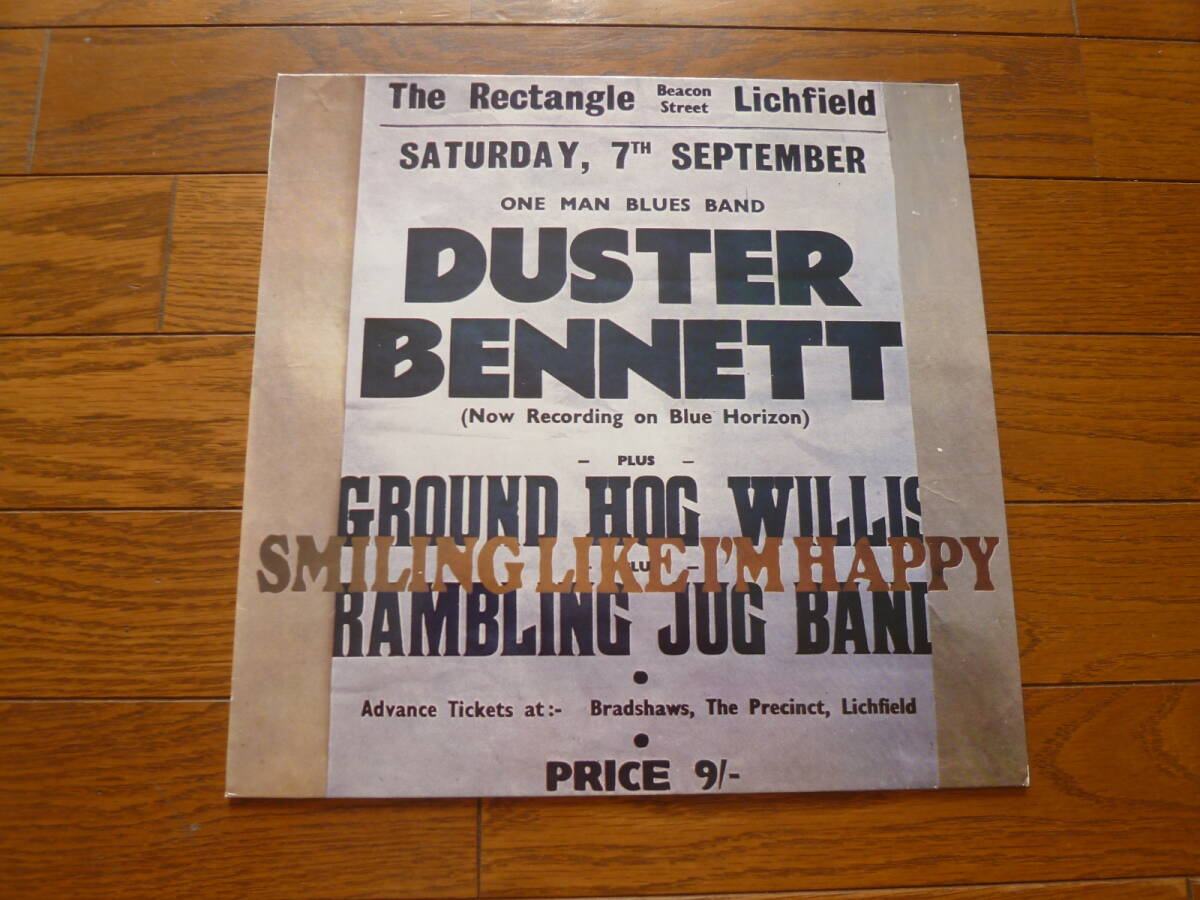 The Rectangle Beacon Street Lichfield
SATURDAY, 7TH SEPTEMBER
ONE MAN BLUES BAND
DUSTER
BENNETT
(Now Recording on Blue Horizon)
– PLUS –
GROUND HOG WILLIS
SMILING LIKE I'M HAPPY
RAMBLING JUG BAND
Advance Tickets at:- Bradshaws, The Precinct, Lichfield
PRICE 9/-